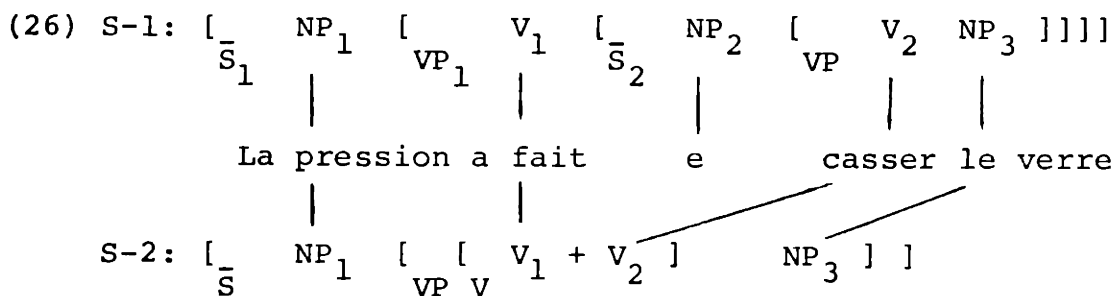 (26) S-1: [S̄₁ NP₁ [VP₁ V₁ [S̄₂ NP₂ [VP V₂ NP₃ ]]]]
La pression a fait e casser le verre
S-2: [S̄ NP₁ [VP [V V₁ + V₂ ] NP₃ ] ]